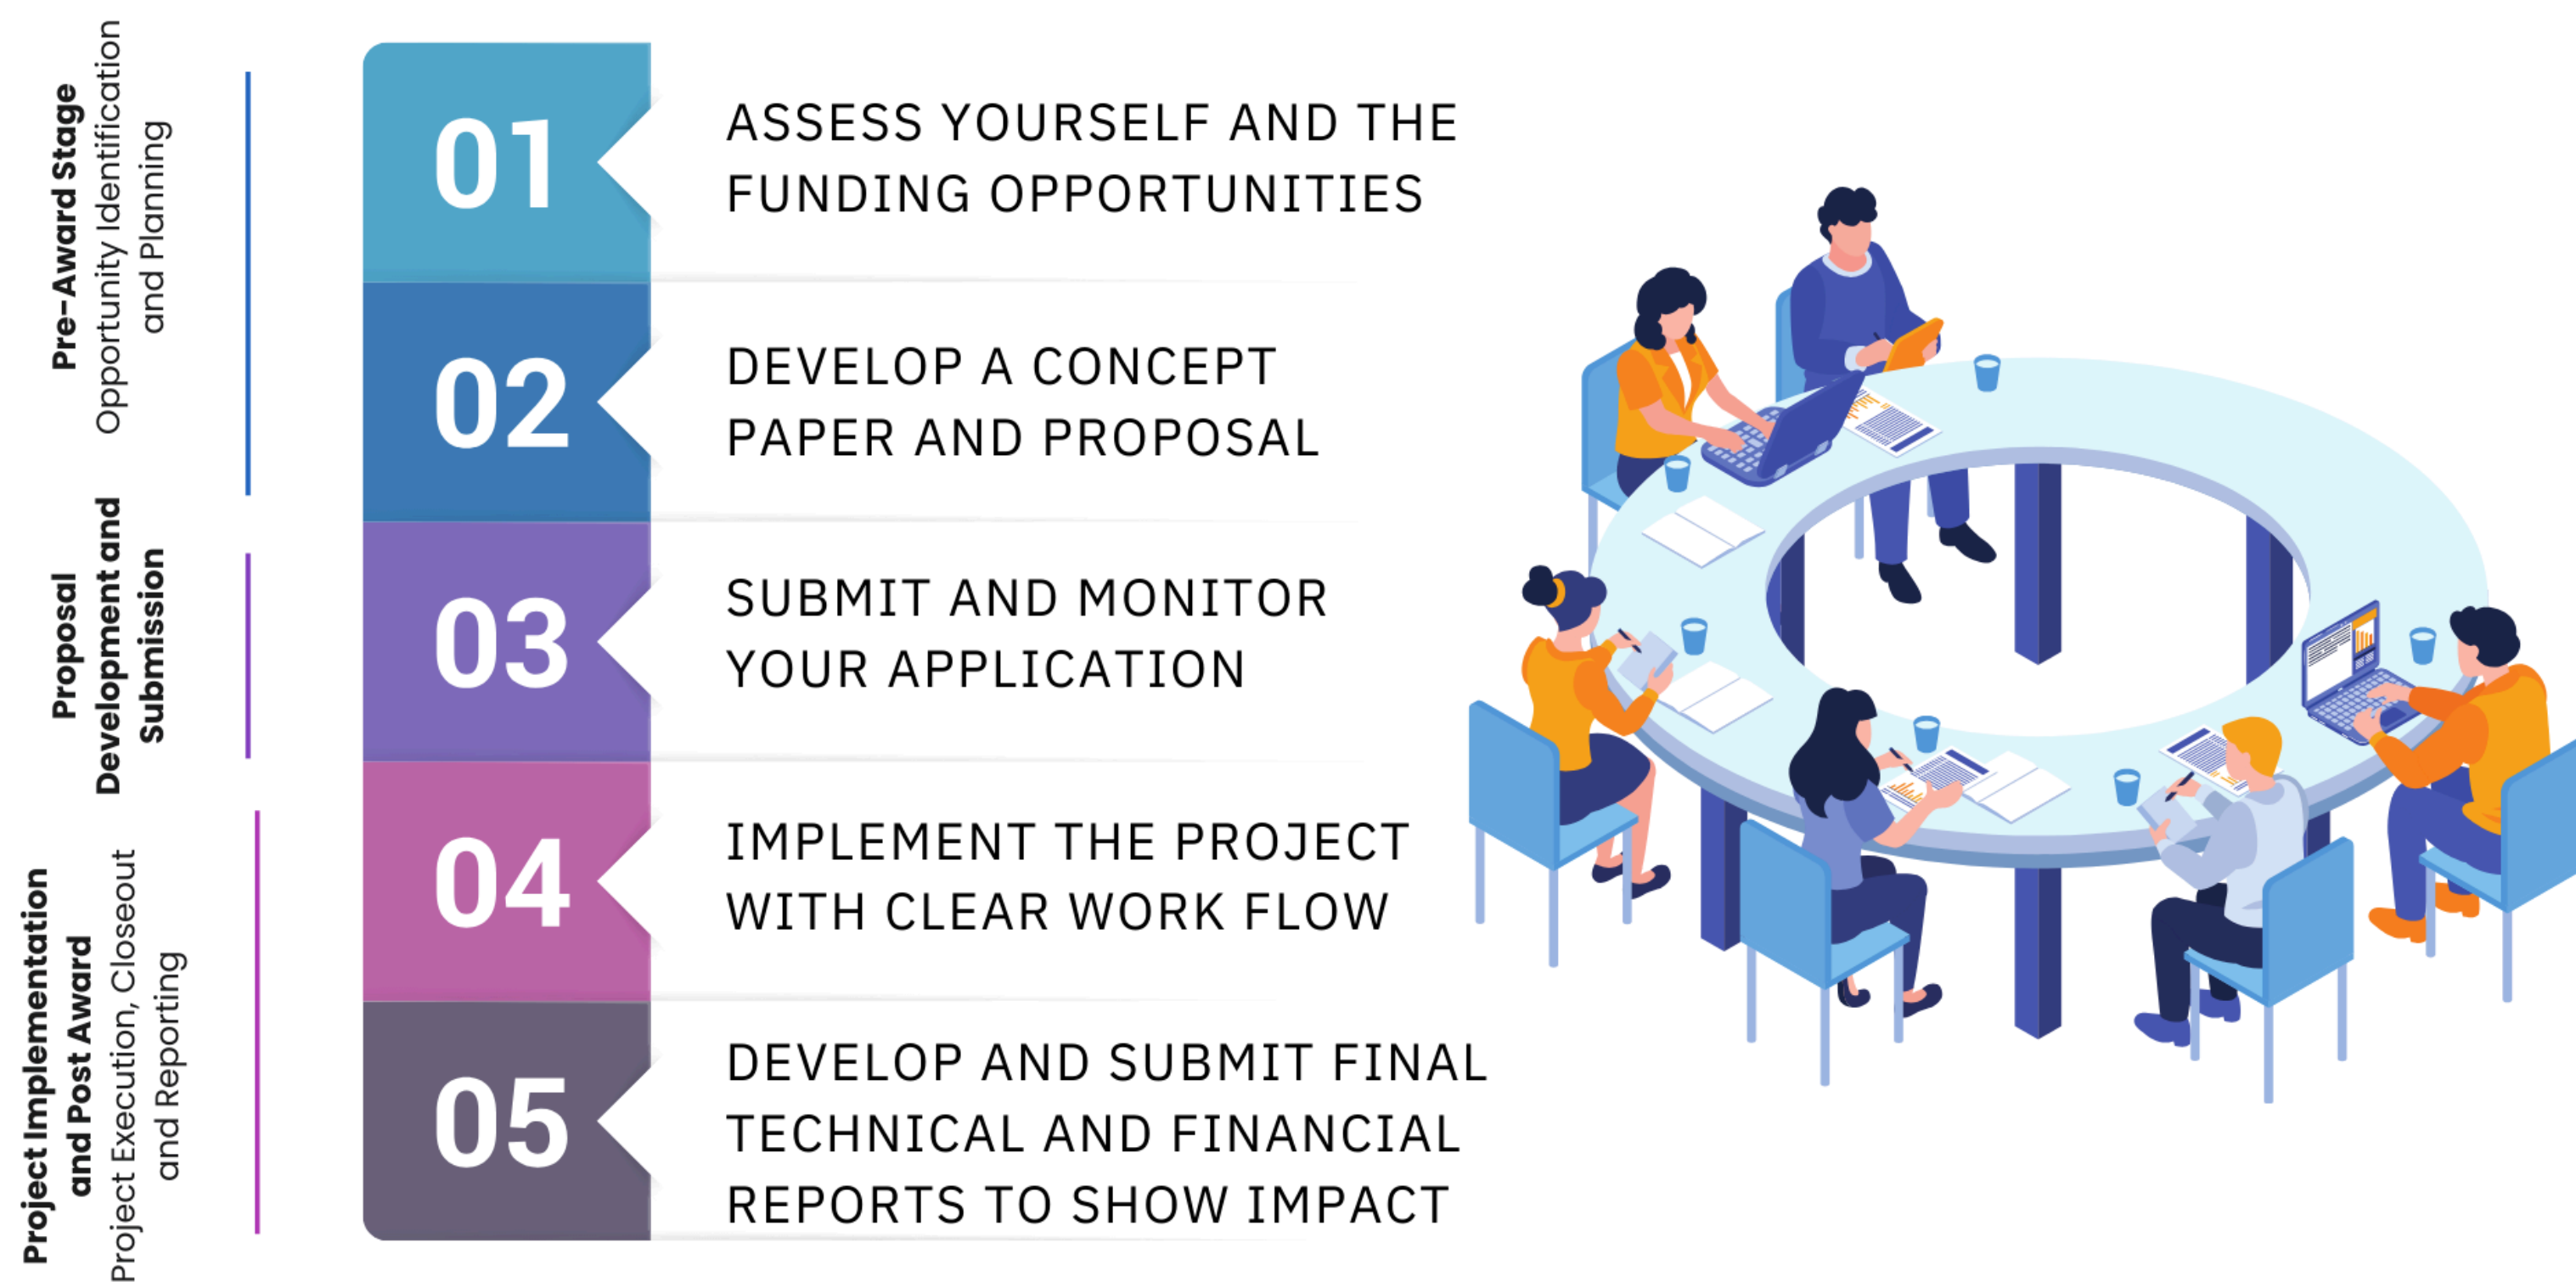 Pre-Award Stage
Opportunity Identification
and Planning
01
ASSESS YOURSELF AND THE
FUNDING OPPORTUNITIES
02
DEVELOP A CONCEPT
PAPER AND PROPOSAL
Proposal
Development and
Submission
03
SUBMIT AND MONITOR
YOUR APPLICATION
Project Implementation
and Post Award
Project Execution, Closeout
and Reporting
04
IMPLEMENT THE PROJECT
WITH CLEAR WORK FLOW
05
DEVELOP AND SUBMIT FINAL
TECHNICAL AND FINANCIAL
REPORTS TO SHOW IMPACT